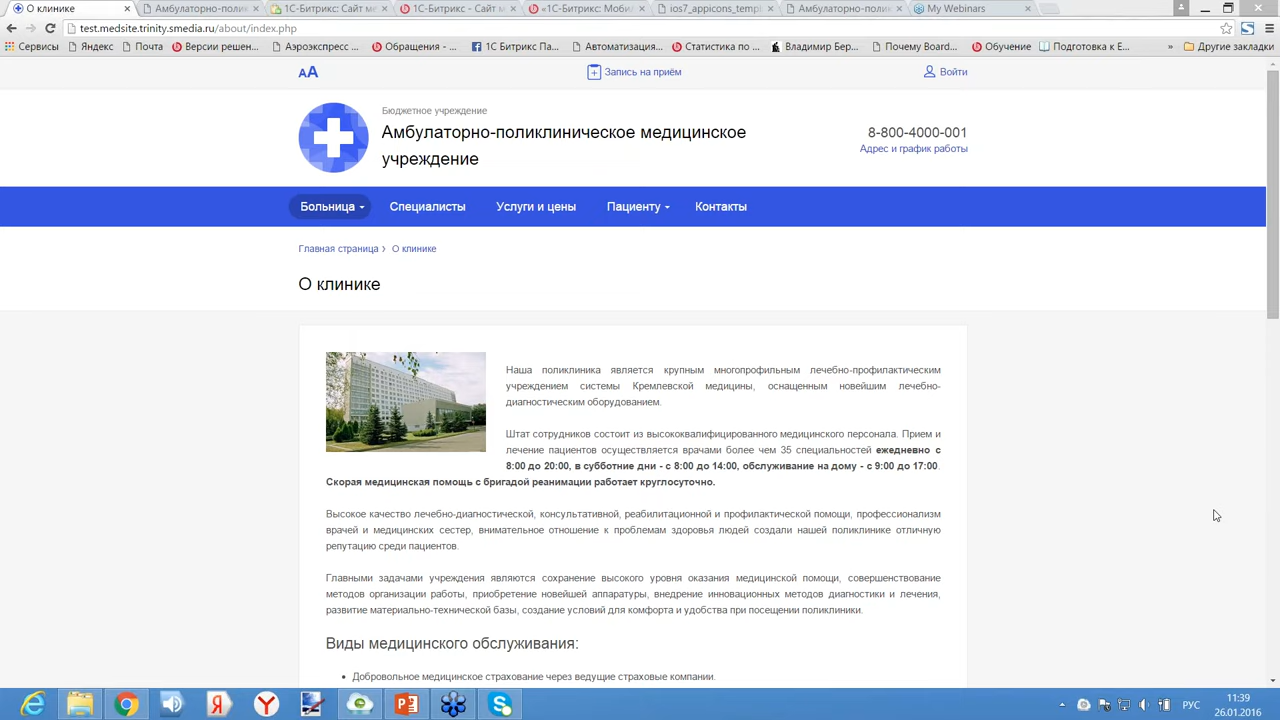 О клинике
Амбулаторно-поликлин
1С-Битрикс: Сайт ме
1С-Битрикс - Сайт м
«1С-Битрикс: Моби
ios7_appicons_templ
Амбулаторно-поликлин
My Webinars
test.medsite.trinity.smedia.ru/about/index.php
Сервисы
Яндекс
Почта
Версии решен...
Аэроэкспресс ...
Обращения - ...
1С Битрикс Па...
Автоматизация...
Статистика по ...
Владимир Бер...
Почему Board...
Обучение
Подготовка к E...
»
Другие закладки
АА
Запись на приём
Войти
Бюджетное учреждение
Амбулаторно-поликлиническое медицинское
учреждение
8-800-4000-001
Адрес и график работы
Больница
Специалисты
Услуги и цены
Пациенту
Контакты
Главная страница › О клинике
О клинике
Наша поликлиника является крупным многопрофильным лечебно-профилактическим
учреждением системы Кремлевской медицины, оснащенным новейшим лечебно-
диагностическим оборудованием.
Штат сотрудников состоит из высококвалифицированного медицинского персонала. Прием и
лечение пациентов осуществляется врачами более чем 35 специальностей ежедневно с
8:00 до 20:00, в субботние дни - с 8:00 до 14:00, обслуживание на дому - с 9:00 до 17:00.
Скорая медицинская помощь с бригадой реанимации работает круглосуточно.
Высокое качество лечебно-диагностической, консультативной, реабилитационной и профилактической помощи, профессионализм
врачей и медицинских сестер, внимательное отношение к проблемам здоровья людей создали нашей поликлинике отличную
репутацию среди пациентов.
Главными задачами учреждения являются сохранение высокого уровня оказания медицинской помощи, совершенствование
методов организации работы, приобретение новейшей аппаратуры, внедрение инновационных методов диагностики и лечения,
развитие материально-технической базы, создание условий для комфорта и удобства при посещении поликлиники.
Виды медицинского обслуживания:
• Добровольное медицинское страхование через ведущие страховые компании.
РУС
11:39
26.01.2016